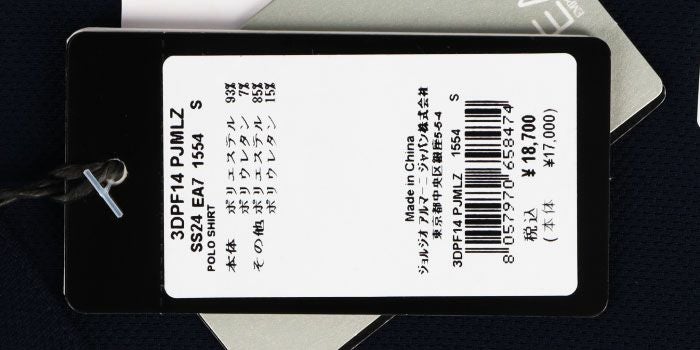 3DPF14 PJMLZ
SS24 EA7 1554 S
POLO SHIRT
本体 ポリエステル 93%
ポリウレタン 7%
その他 ポリエステル 85%
ポリウレタン 15%
Made in China
ジョルジオ アルマーニ ジャパン株式会社
東京都中央区銀座5-5-4
3DPF14 PJMLZ 1554 S
8 057970 658474
税込 ¥18,700
(本体 ¥17,000)